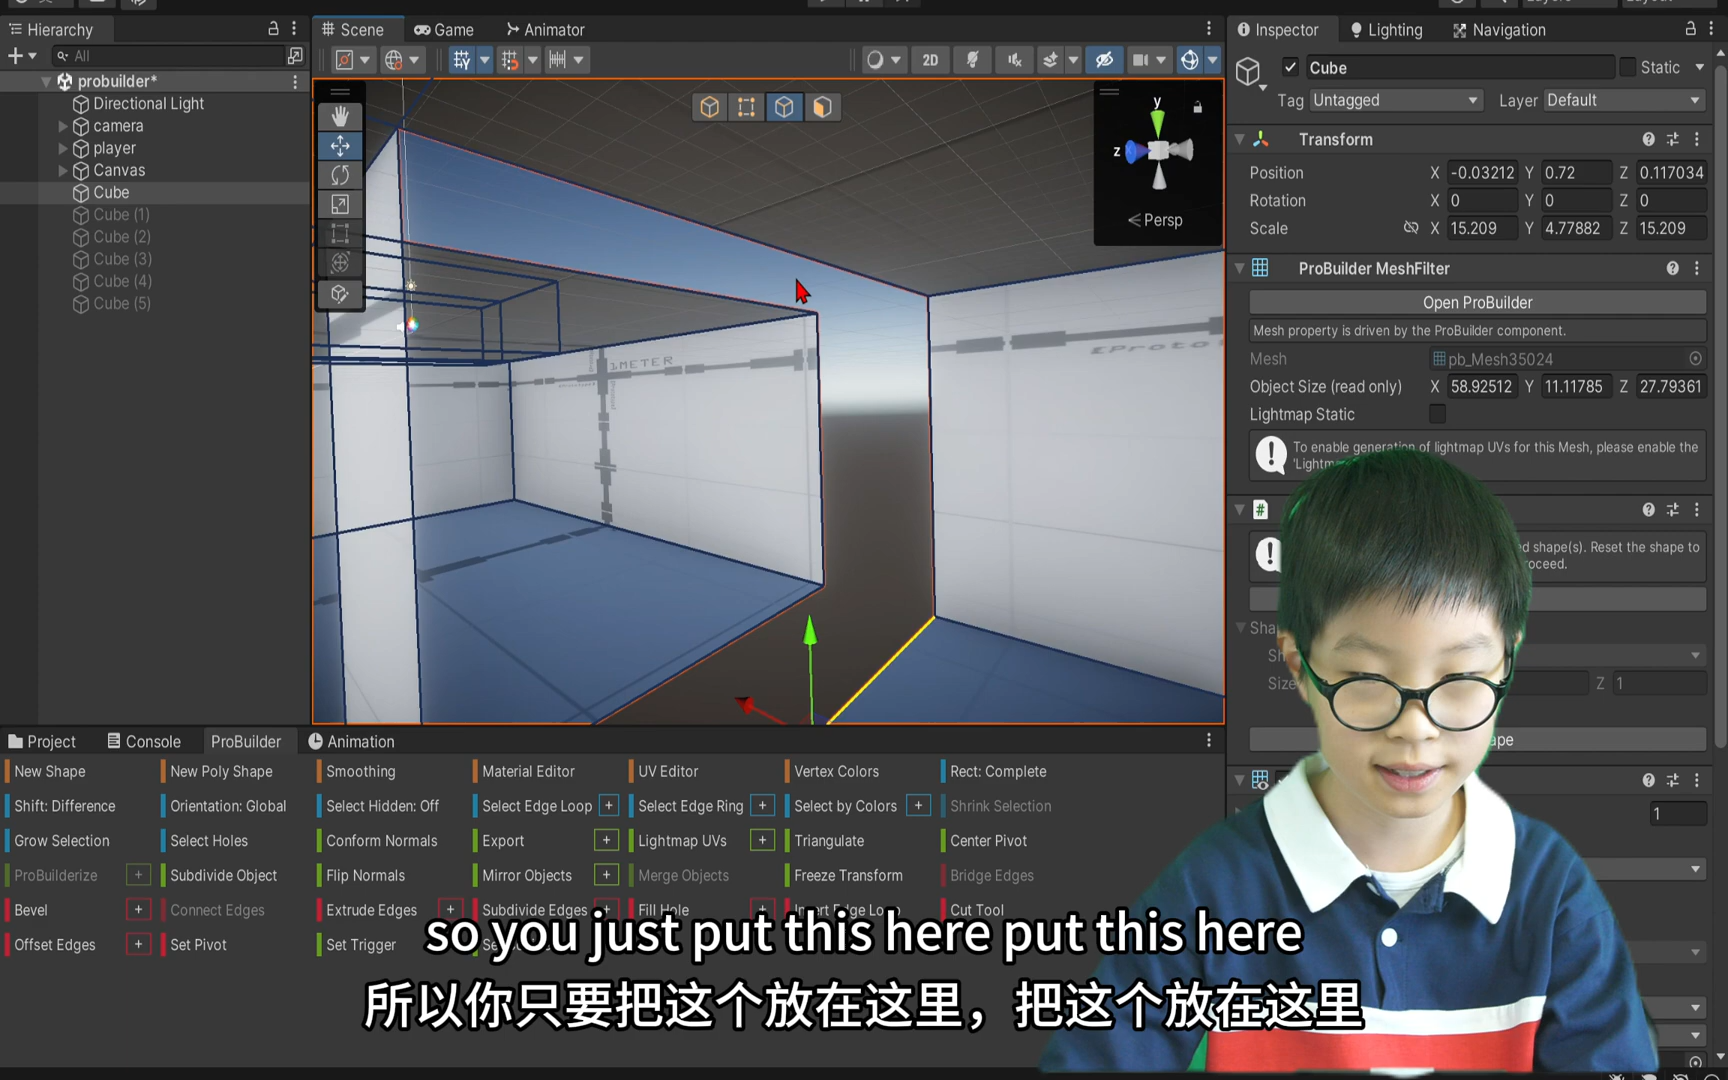 Hierarchy
All
probuilder*
Directional Light
camera
player
Canvas
Cube
Cube (1)
Cube (2)
Cube (3)
Cube (4)
Cube (5)
Scene
Game
Animator
2D
y
z
Persp
1METER
Inspector
Lighting
Navigation
Cube
Static
Tag Untagged
Layer Default
Transform
Position X -0.03212 Y 0.72 Z 0.117034
Rotation X 0 Y 0 Z 0
Scale X 15.209 Y 4.77882 Z 15.209
ProBuilder MeshFilter
Open ProBuilder
Mesh property is driven by the ProBuilder component.
Mesh pb_Mesh35024
Object Size (read only) X 58.92512 Y 11.11785 Z 27.79361
Lightmap Static
To enable generation of lightmap UVs for this Mesh, please enable the
'Lightm
d shape(s). Reset the shape to
oceed.
Sha
Sh
Size
Z 1
ape
1
Project
Console
ProBuilder
Animation
New Shape
New Poly Shape
Smoothing
Material Editor
UV Editor
Vertex Colors
Rect: Complete
Shift: Difference
Orientation: Global
Select Hidden: Off
Select Edge Loop +
Select Edge Ring +
Select by Colors +
Shrink Selection
Grow Selection
Select Holes
Conform Normals
Export +
Lightmap UVs +
Triangulate
Center Pivot
ProBuilderize +
Subdivide Object
Flip Normals
Mirror Objects +
Merge Objects
Freeze Transform
Bridge Edges
Bevel +
Connect Edges
Extrude Edges +
Subdivide Edges +
Fill Hole +
Insert Edge Loop
Cut Tool
Offset Edges +
Set Pivot
Set Trigger
so you just put this here put this here
所以你只要把这个放在这里，把这个放在这里